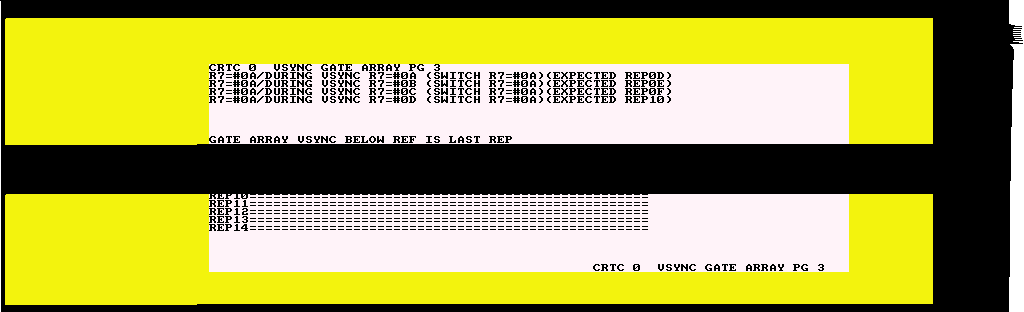 CRTC 0  VSYNC GATE ARRAY PG 3
R7=#0A/DURING VSYNC R7=#0A (SWITCH R7=#0A)(EXPECTED REP0D)
R7=#0A/DURING VSYNC R7=#0B (SWITCH R7=#0A)(EXPECTED REP0E)
R7=#0A/DURING VSYNC R7=#0C (SWITCH R7=#0A)(EXPECTED REP0F)
R7=#0A/DURING VSYNC R7=#0D (SWITCH R7=#0A)(EXPECTED REP10)
GATE ARRAY VSYNC BELOW REF IS LAST REP
REP10==================================================
REP11==================================================
REP12==================================================
REP13==================================================
REP14==================================================
CRTC 0  VSYNC GATE ARRAY PG 3